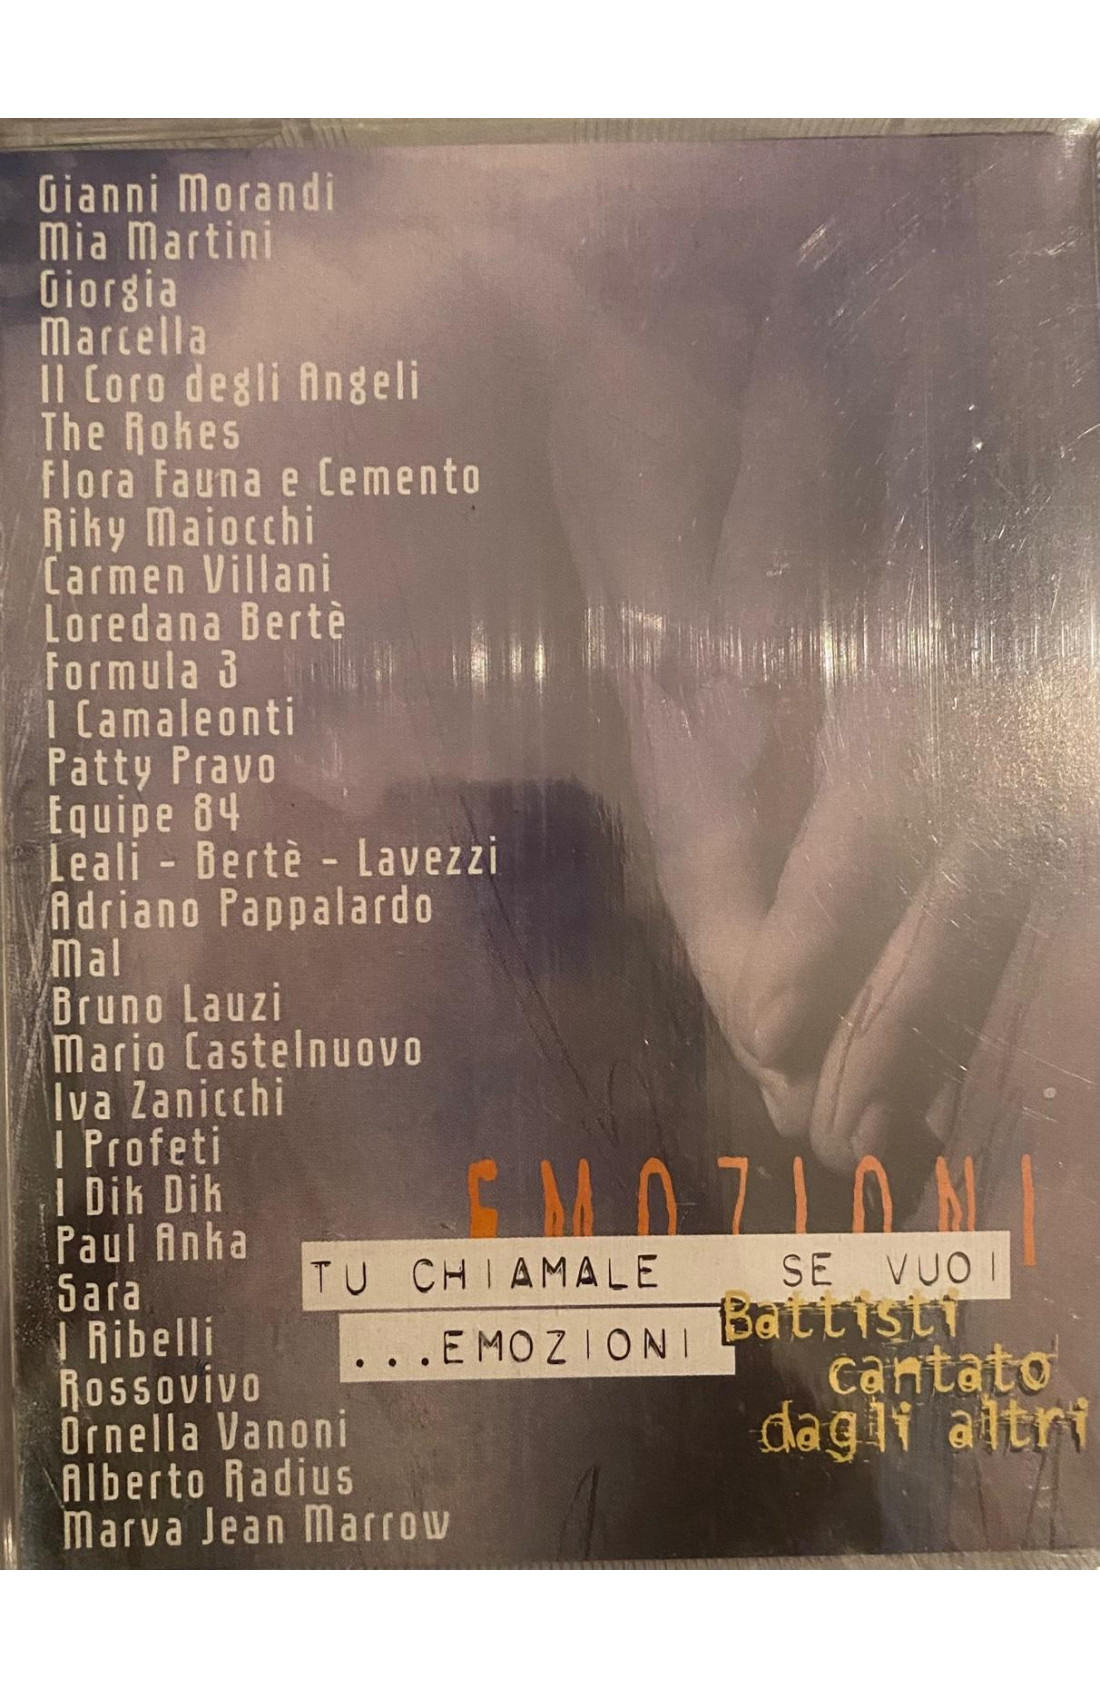 Gianni Morandi
Mia Martini
Giorgia
Marcella
Il Coro degli Angeli
The Rokes
Flora Fauna e Cemento
Riky Maiocchi
Carmen Villani
Loredana Bertè
Formula 3
I Camaleonti
Patty Pravo
Equipe 84
Leali - Bertè - Lavezzi
Adriano Pappalardo
Mal
Bruno Lauzi
Mario Castelnuovo
Iva Zanicchi
I Profeti
I Dik Dik
Paul Anka
Sara
I Ribelli
Rossovivo
Ornella Vanoni
Alberto Radius
Marva Jean Marrow
EMOZIONI
TU CHIAMALE SE VUOI
...EMOZIONI
Battisti
cantato
dagli altri